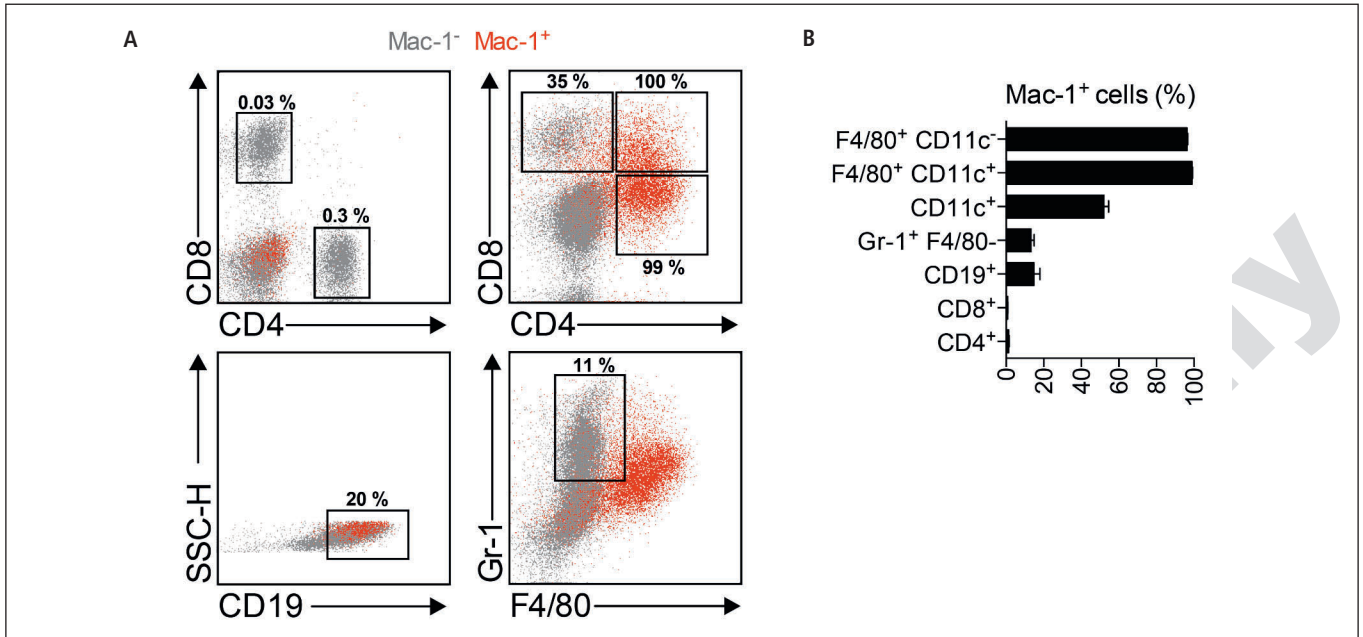 A
Mac-1⁻ Mac-1⁺
0.03 %
0.3 %
CD8
CD4
35 %
100 %
99 %
CD8
CD4
20 %
SSC-H
CD19
11 %
Gr-1
F4/80
B
Mac-1⁺ cells (%)
F4/80⁺ CD11c⁻
F4/80⁺ CD11c⁺
CD11c⁺
Gr-1⁺ F4/80-
CD19⁺
CD8⁺
CD4⁺
0 20 40 60 80 100